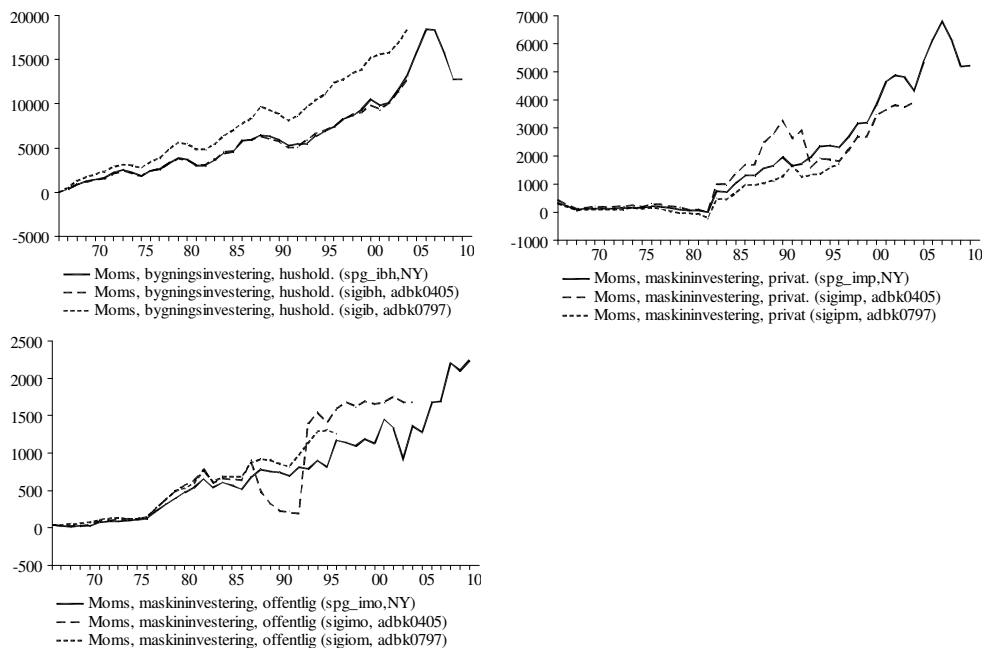 20000
15000
10000
5000
0
-5000
70 75 80 85 90 95 00 05 10
Moms, bygningsinvestering, hushold. (spg_ibh,NY)
Moms, bygningsinvestering, hushold. (sigibh, adbk0405)
Moms, bygningsinvestering, hushold. (sigib, adbk0797)
7000
6000
5000
4000
3000
2000
1000
0
-1000
70 75 80 85 90 95 00 05 10
Moms, maskininvestering, privat. (spg_imp,NY)
Moms, maskininvestering, privat. (sigimp, adbk0405)
Moms, maskininvestering, privat (sigipm, adbk0797)
2500
2000
1500
1000
500
0
-500
70 75 80 85 90 95 00 05 10
Moms, maskininvestering, offentlig (spg_imo,NY)
Moms, maskininvestering, offentlig (sigimo, adbk0405)
Moms, maskininvestering, offentlig (sigiom, adbk0797)